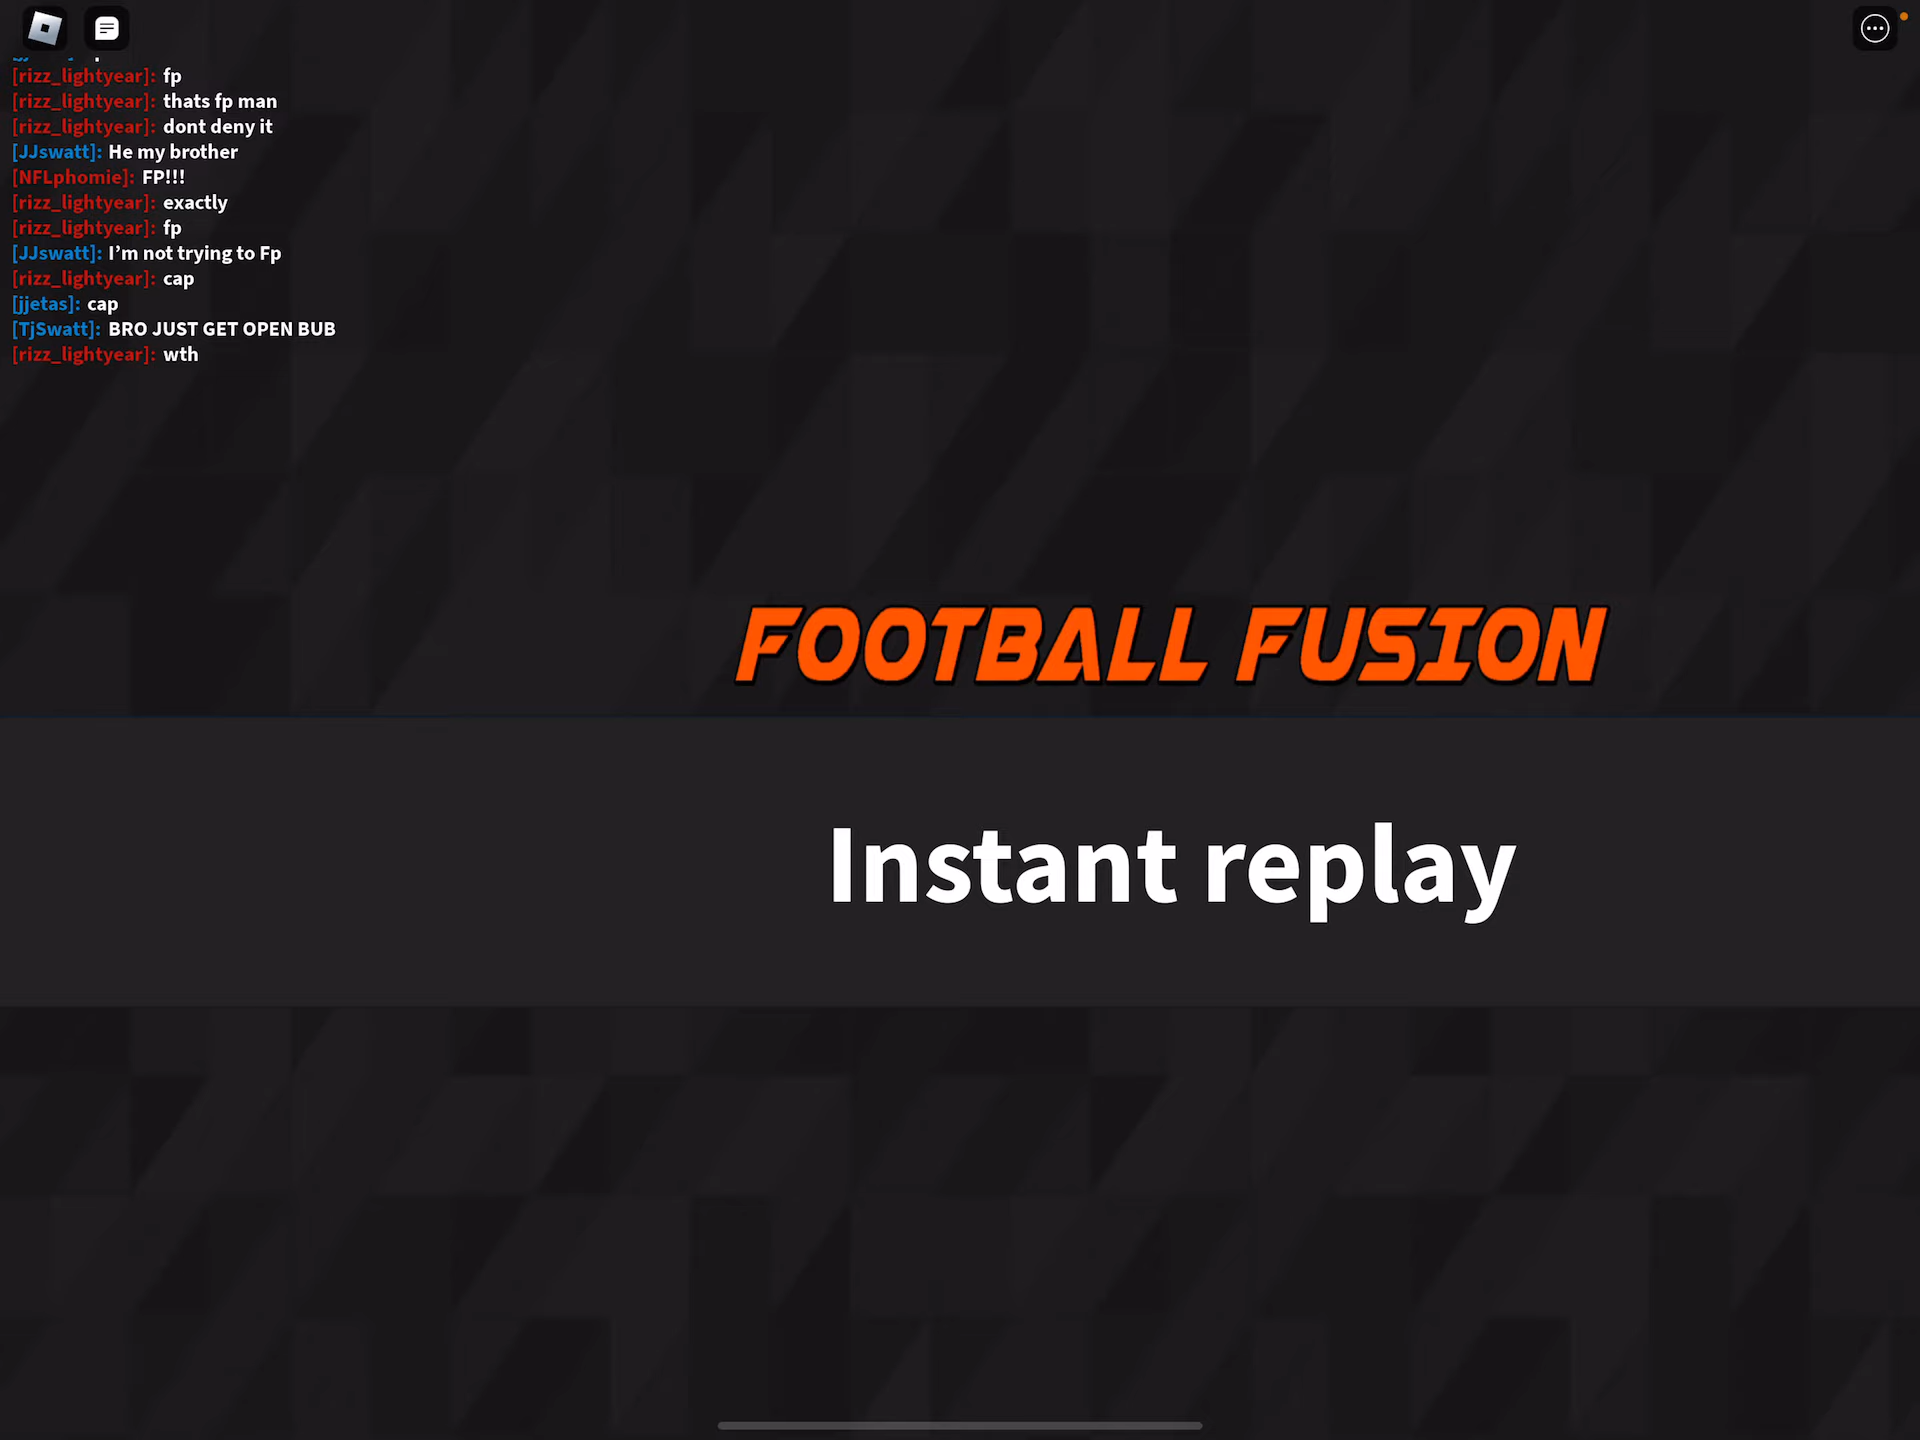 [rizz_lightyear]: fp
[rizz_lightyear]: thats fp man
[rizz_lightyear]: dont deny it
[JJswatt]: He my brother
[NFLphomie]: FP!!!
[rizz_lightyear]: exactly
[rizz_lightyear]: fp
[JJswatt]: I’m not trying to Fp
[rizz_lightyear]: cap
[jjetas]: cap
[TjSwatt]: BRO JUST GET OPEN BUB
[rizz_lightyear]: wth
FOOTBALL FUSION
Instant replay